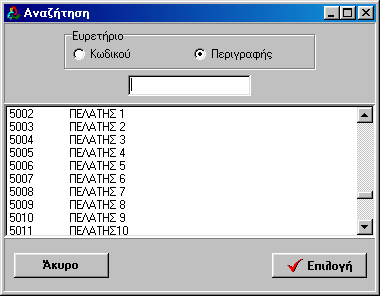 Αναζήτηση
Ευρετήριο
Κωδικού Περιγραφής
5002 ΠΕΛΑΤΗΣ 1
5003 ΠΕΛΑΤΗΣ 2
5004 ΠΕΛΑΤΗΣ 3
5005 ΠΕΛΑΤΗΣ 4
5006 ΠΕΛΑΤΗΣ 5
5007 ΠΕΛΑΤΗΣ 6
5008 ΠΕΛΑΤΗΣ 7
5009 ΠΕΛΑΤΗΣ 8
5010 ΠΕΛΑΤΗΣ 9
5011 ΠΕΛΑΤΗΣ10
Άκυρο Επιλογή